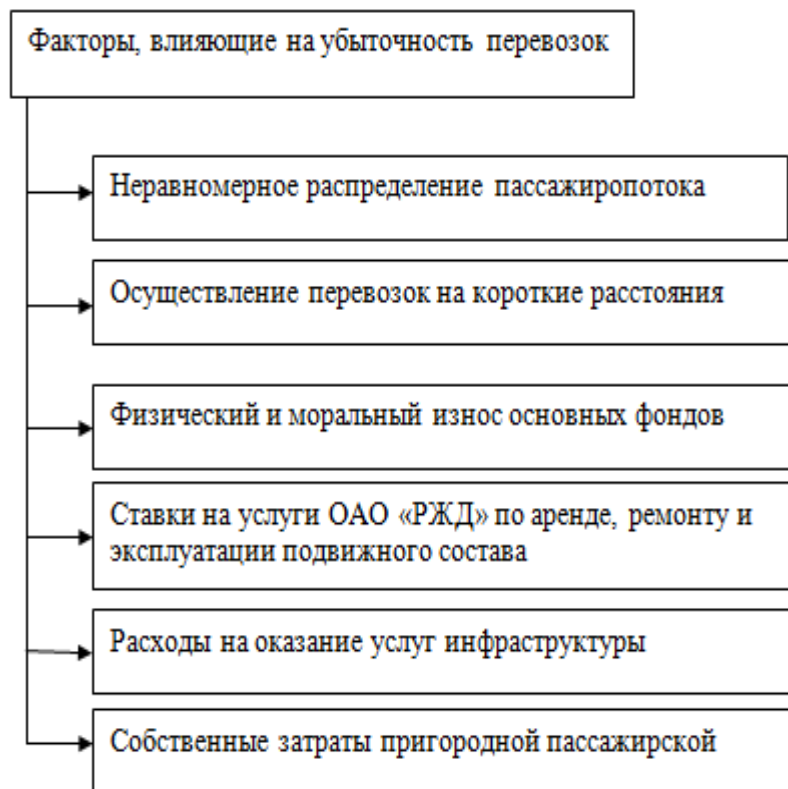 Факторы, влияющие на убыточность перевозок
Неравномерное распределение пассажиропотока
Осуществление перевозок на короткие расстояния
Физический и моральный износ основных фондов
Ставки на услуги ОАО «РЖД» по аренде, ремонту и
эксплуатации подвижного состава
Расходы на оказание услуг инфраструктуры
Собственные затраты пригородной пассажирской